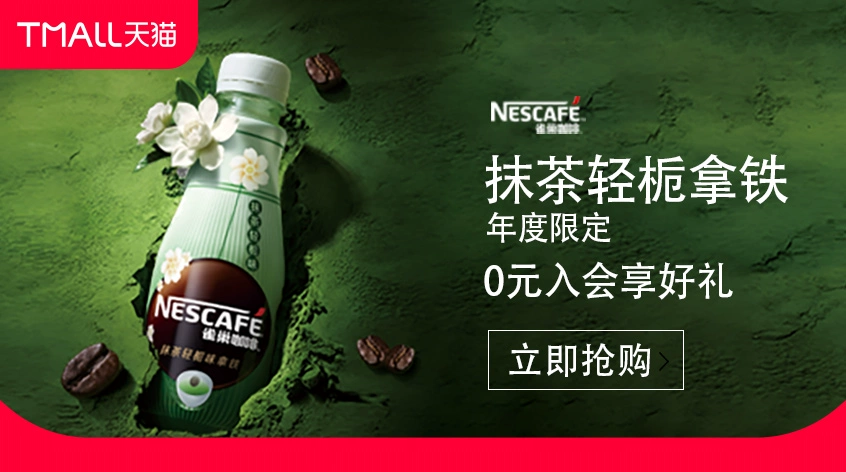 TMALL天猫
NESCAFÉ
雀巢咖啡
抹茶轻栀拿铁
年度限定
0元入会享好礼
立即抢购
NESCAFÉ
雀巢咖啡
抹茶轻栀味拿铁